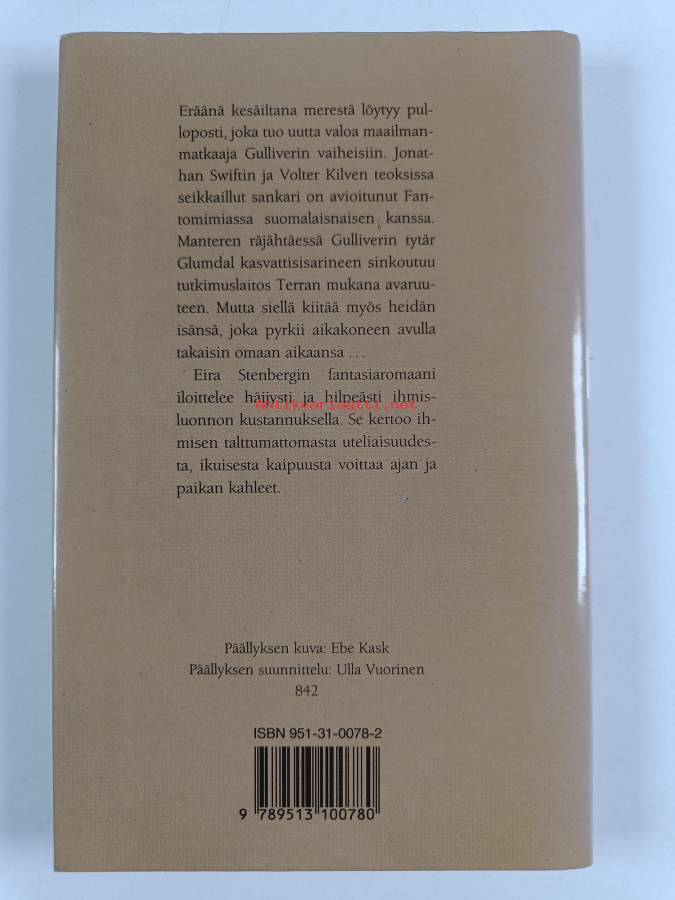 Eräänä kesäiltana merestä löytyy pul-
loposti, joka tuo uutta valoa maailman-
matkaaja Gulliverin vaiheisiin. Jonat-
han Swiftin ja Volter Kilven teoksissa
seikkaillut sankari on avioitunut Fan-
tomimiassa suomalaisnaisen kanssa.
Manteren räjähtäessä Gulliverin tytär
Glumdal kasvattisisarineen sinkoutuu
tutkimuslaitos Terran mukana avaruu-
teen. Mutta siellä kiitää myös heidän
isänsä, joka pyrkii aikakoneen avulla
takaisin omaan aikaansa ...
Eira Stenbergin fantasiaromaani
iloittelee häijysti ja hilpeästi ihmis-
antikvariaatti.net
luonnon kustannuksella. Se kertoo ih-
misen talttumattomasta uteliaisuudes-
ta, ikuisesta kaipuusta voittaa ajan ja
paikan kahleet.
Päällyksen kuva: Ebe Kask
Päällyksen suunnittelu: Ulla Vuorinen
842
ISBN 951-31-0078-2
9 789513 100780